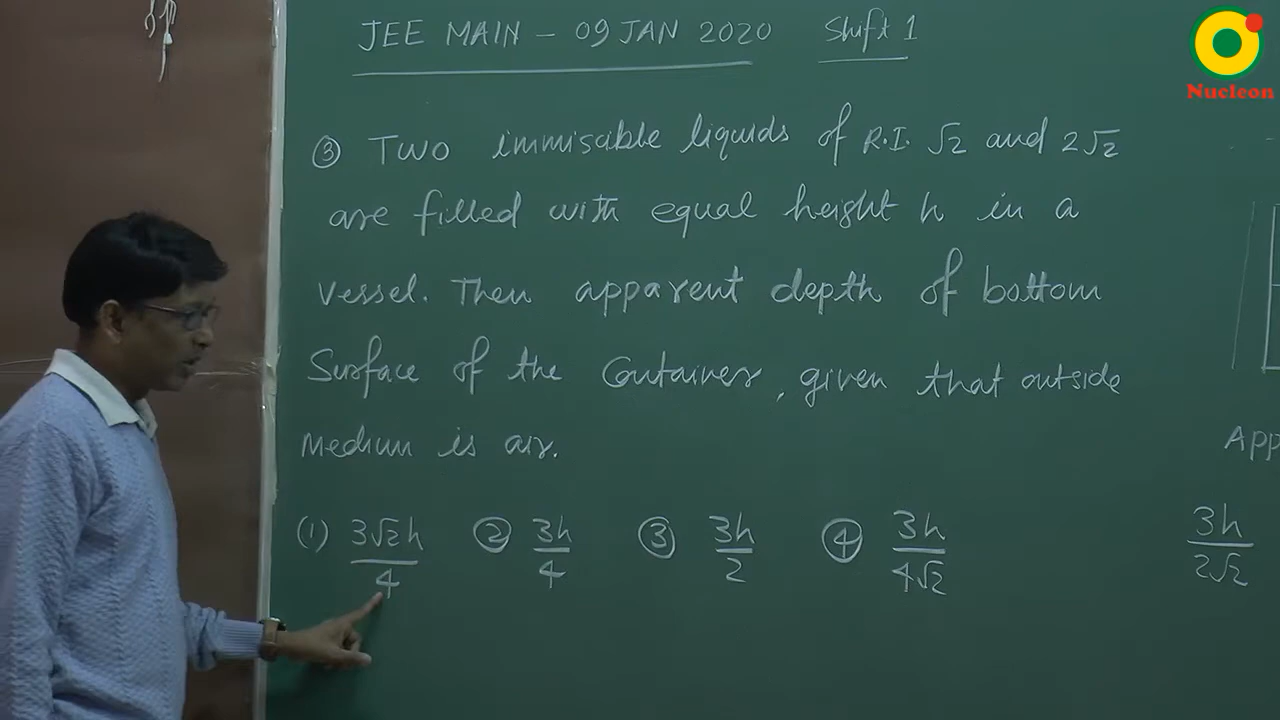 JEE MAIN - 09 JAN 2020 Shift 1
Nucleon
③ Two immiscible liquids of R.I. √2 and 2√2
are filled with equal height h in a
vessel. Then apparent depth of bottom
Surface of the Container, given that outside
medium is air.
App
(1) 3√2h/4 ② 3h/4 ③ 3h/2 ④ 3h/4√2
3h/2√2